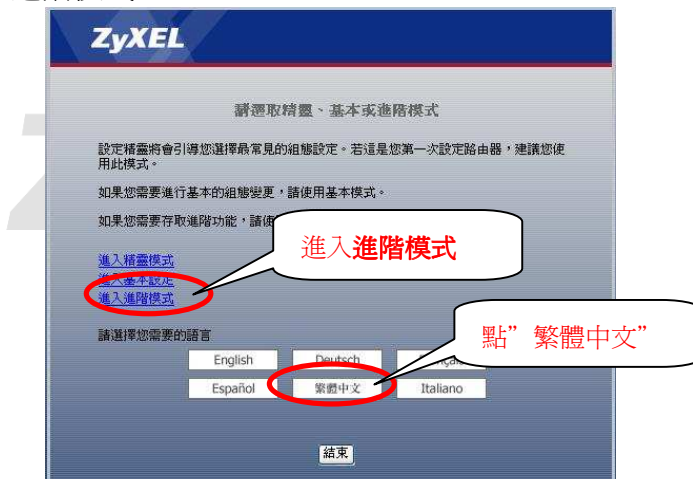 ZyXEL
請選取精靈、基本或進階模式
設定精靈將會引導您選擇最常見的組態設定。若這是您第一次設定路由器，建議您使
用此模式。
如果您需要進行基本的組態變更，請使用基本模式。
如果您需要存取進階功能，請使
進入進階模式
進入精靈模式
進入基本設定
進入進階模式
請選擇您需要的語言
點”繁體中文”
English Deutsch
Español 繁體中文 Italiano
結束